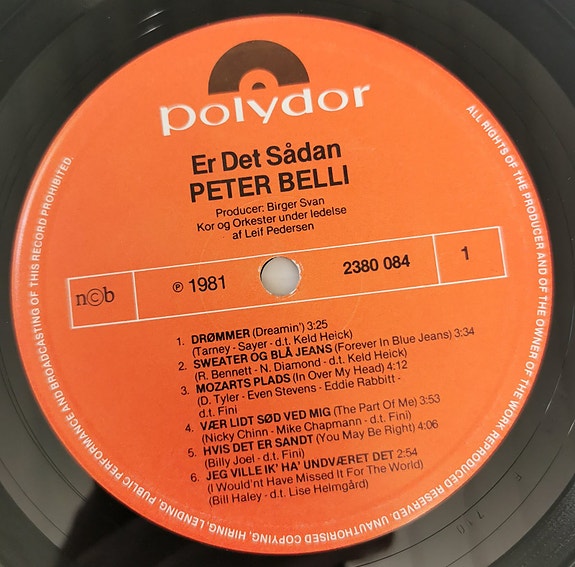 polydor
Er Det Sådan
PETER BELLI
Producer: Birger Svan
Kor og Orkester under ledelse
af Leif Pedersen
n©b
℗ 1981
2380 084
1
1. DRØMMER (Dreamin') 3:25
(Tarney - Sayer - d.t. Keld Heick)
2. SWEATER OG BLÅ JEANS (Forever In Blue Jeans) 3:34
(R. Bennett - N. Diamond - d.t. Keld Heick)
3. MOZARTS PLADS (In Over My Head) 4:12
(D. Tyler - Even Stevens - Eddie Rabbitt -
d.t. Fini)
4. VÆR LIDT SØD VED MIG (The Part Of Me) 3:53
(Nicky Chinn - Mike Chapmann - d.t. Fini)
5. HVIS DET ER SANDT (You May Be Right) 4:06
(Billy Joel - d.t. Fini)
6. JEG VILLE IK' HA' UNDVÆRET DET 2:54
(I Would'nt Have Missed It For The World)
(Bill Haley - d.t. Lise Helmgård)
ALL RIGHTS OF THE PRODUCER AND OF THE OWNER OF THE WORK REPRODUCED RESERVED. UNAUTHORISED COPYING, HIRING, LENDING, PUBLIC PERFORMANCE AND BROADCASTING OF THIS RECORD PROHIBITED.